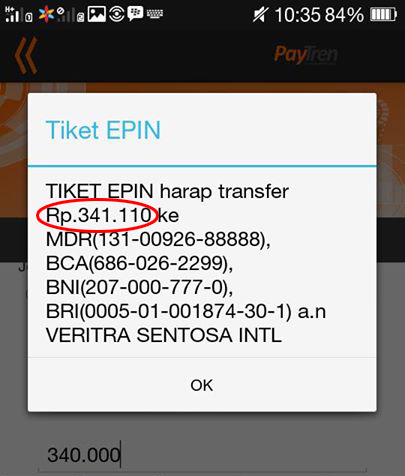 10:35 84%
PayTren
Tiket EPIN
TIKET EPIN harap transfer
Rp.341.110 ke
MDR(131-00926-88888),
BCA(686-026-2299),
BNI(207-000-777-0),
BRI(0005-01-001874-30-1) a.n
VERITRA SENTOSA INTL
OK
340.000